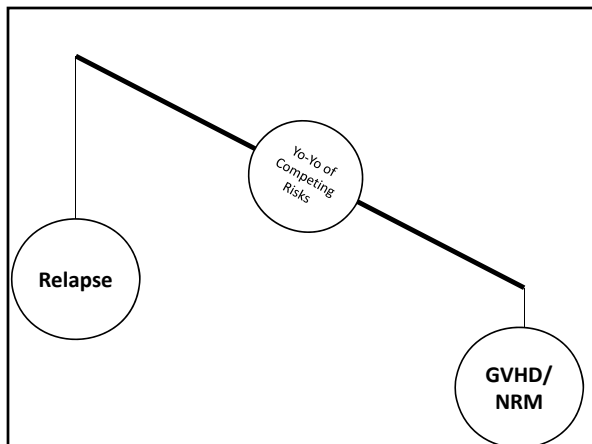 Yo-Yo of
Competing
Risks
Relapse
GVHD/
NRM